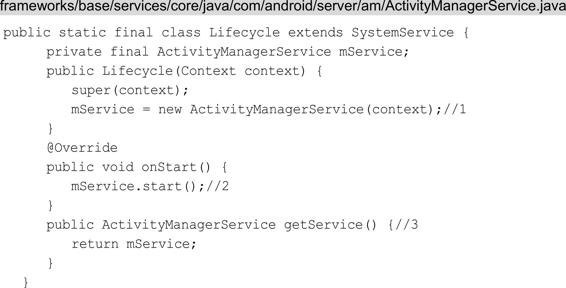 frameworks/base/services/core/java/com/android/server/am/ActivityManagerService.java
public static final class Lifecycle extends SystemService {
private final ActivityManagerService mService;
public Lifecycle(Context context) {
super(context);
mService = new ActivityManagerService(context);//1
}
@Override
public void onStart() {
mService.start();//2
}
public ActivityManagerService getService() {//3
return mService;
}
}